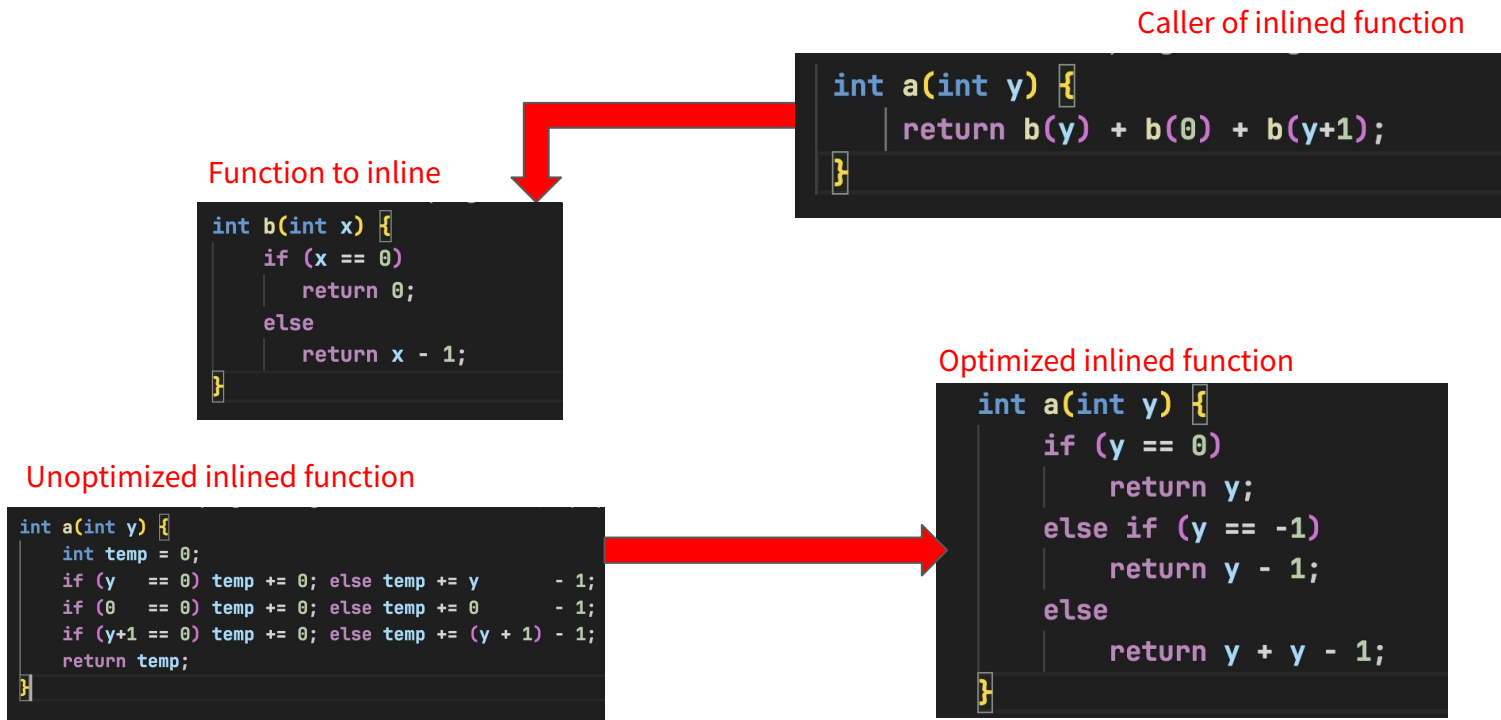 Caller of inlined function
int a(int y) {
return b(y) + b(0) + b(y+1);
}
Function to inline
int b(int x) {
if (x == 0)
return 0;
else
return x - 1;
}
Unoptimized inlined function
int a(int y) {
int temp = 0;
if (y   == 0) temp += 0; else temp += y       - 1;
if (0   == 0) temp += 0; else temp += 0       - 1;
if (y+1 == 0) temp += 0; else temp += (y + 1) - 1;
return temp;
}
Optimized inlined function
int a(int y) {
if (y == 0)
return y;
else if (y == -1)
return y - 1;
else
return y + y - 1;
}